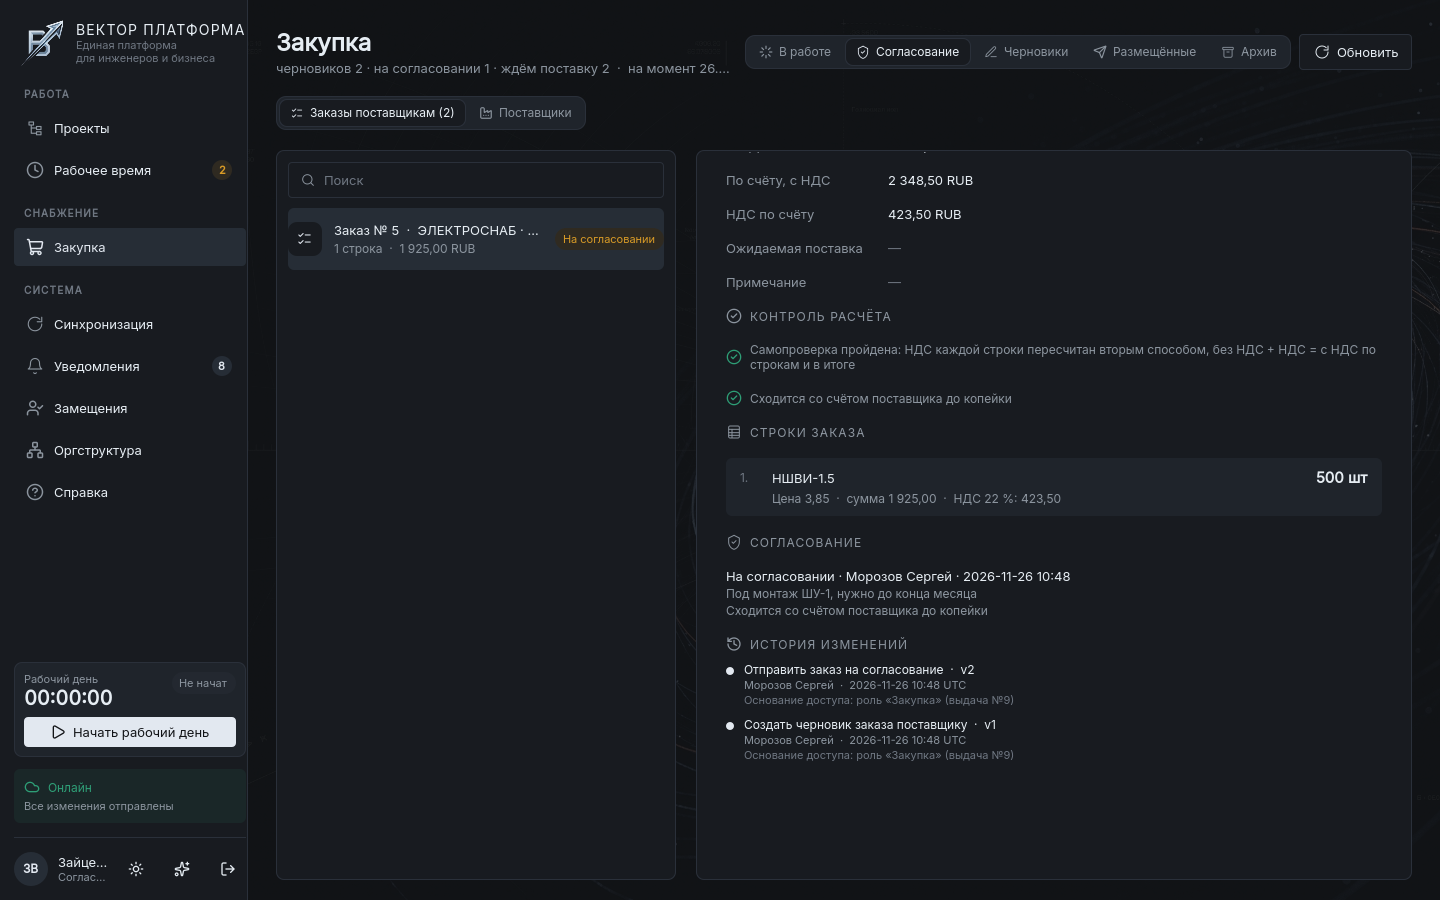 ВЕКТОР ПЛАТФОРМА
Единая платформа
для инженеров и бизнеса
РАБОТА
Проекты
Рабочее время
2
СНАБЖЕНИЕ
Закупка
СИСТЕМА
Синхронизация
Уведомления
8
Замещения
Оргструктура
Справка
Рабочий день
00:00:00
Не начат
Начать рабочий день
Онлайн
Все изменения отправлены
ЗВ
Зайце...
Соглас...
Закупка
черновиков 2 · на согласовании 1 · ждём поставку 2 · на момент 26....
В работе
Согласование
Черновики
Размещённые
Архив
Обновить
Заказы поставщикам (2)
Поставщики
Поиск
Заказ № 5 · ЭЛЕКТРОСНАБ · ...
1 строка · 1 925,00 RUB
На согласовании
По счёту, с НДС 2 348,50 RUB
НДС по счёту 423,50 RUB
Ожидаемая поставка —
Примечание —
КОНТРОЛЬ РАСЧЁТА
Самопроверка пройдена: НДС каждой строки пересчитан вторым способом, без НДС + НДС = с НДС по
строкам и в итоге
Сходится со счётом поставщика до копейки
СТРОКИ ЗАКАЗА
1. НШВИ-1.5 500 шт
Цена 3,85 · сумма 1 925,00 · НДС 22 %: 423,50
СОГЛАСОВАНИЕ
На согласовании · Морозов Сергей · 2026-11-26 10:48
Под монтаж ШУ-1, нужно до конца месяца
Сходится со счётом поставщика до копейки
ИСТОРИЯ ИЗМЕНЕНИЙ
Отправить заказ на согласование · v2
Морозов Сергей · 2026-11-26 10:48 UTC
Основание доступа: роль «Закупка» (выдача №9)
Создать черновик заказа поставщику · v1
Морозов Сергей · 2026-11-26 10:48 UTC
Основание доступа: роль «Закупка» (выдача №9)